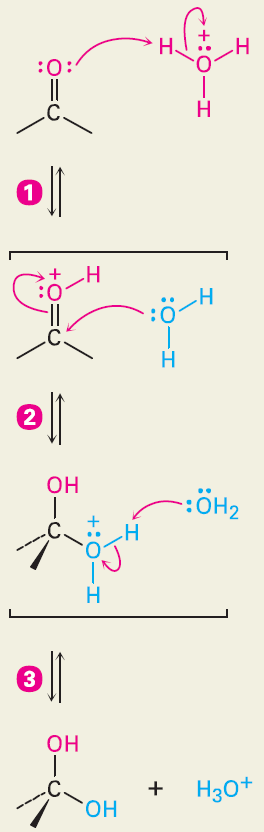 :O: H + H
O
C H
1
+ H
:O H
C :O
H
2
OH
+ H :OH₂
C O
H
3
OH
C + H₃O⁺
OH